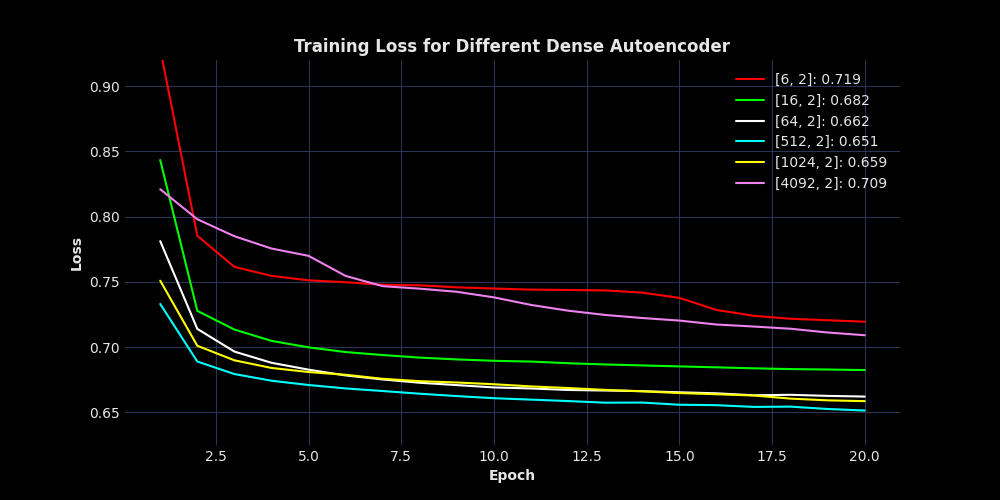 Training Loss for Different Dense Autoencoder
[6, 2]: 0.719
[16, 2]: 0.682
[64, 2]: 0.662
[512, 2]: 0.651
[1024, 2]: 0.659
[4092, 2]: 0.709
Loss
0.90
0.85
0.80
0.75
0.70
0.65
2.5 5.0 7.5 10.0 12.5 15.0 17.5 20.0
Epoch